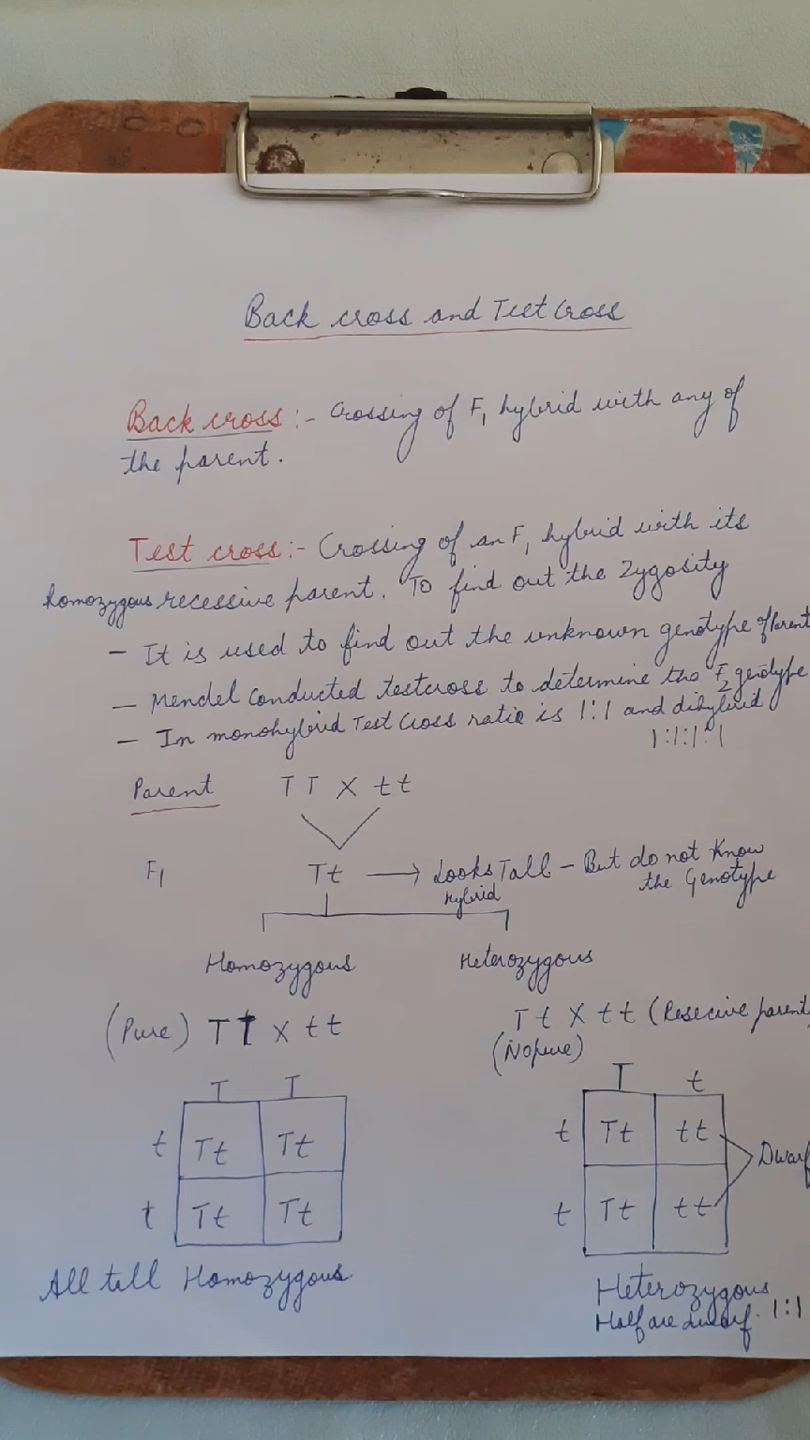 Back cross and Test Cross
Back cross :- Crossing of F1 hybrid with any of
the parent.
Test cross :- Crossing of an F1 hybrid with its
homozygous recessive parent. To find out the Zygosity
- It is used to find out the unknown genotype of Parent
- Mendel Conducted testcross to determine the F2 genotype
- In monohybrid Test Cross ratio is 1:1 and dihybrid
1:1:1:1
Parent TT X tt
F1 Tt → Looks Tall - But do not Know
hybrid the Genotype
Homozygous Heterozygous
(Pure) TT X tt Tt X tt (Resecive parent
(Nopure)
T T T t
t Tt Tt t Tt tt Dwarf
t Tt Tt t Tt tt
All tall Homozygous Heterozygous
Half are dwarf. 1:1